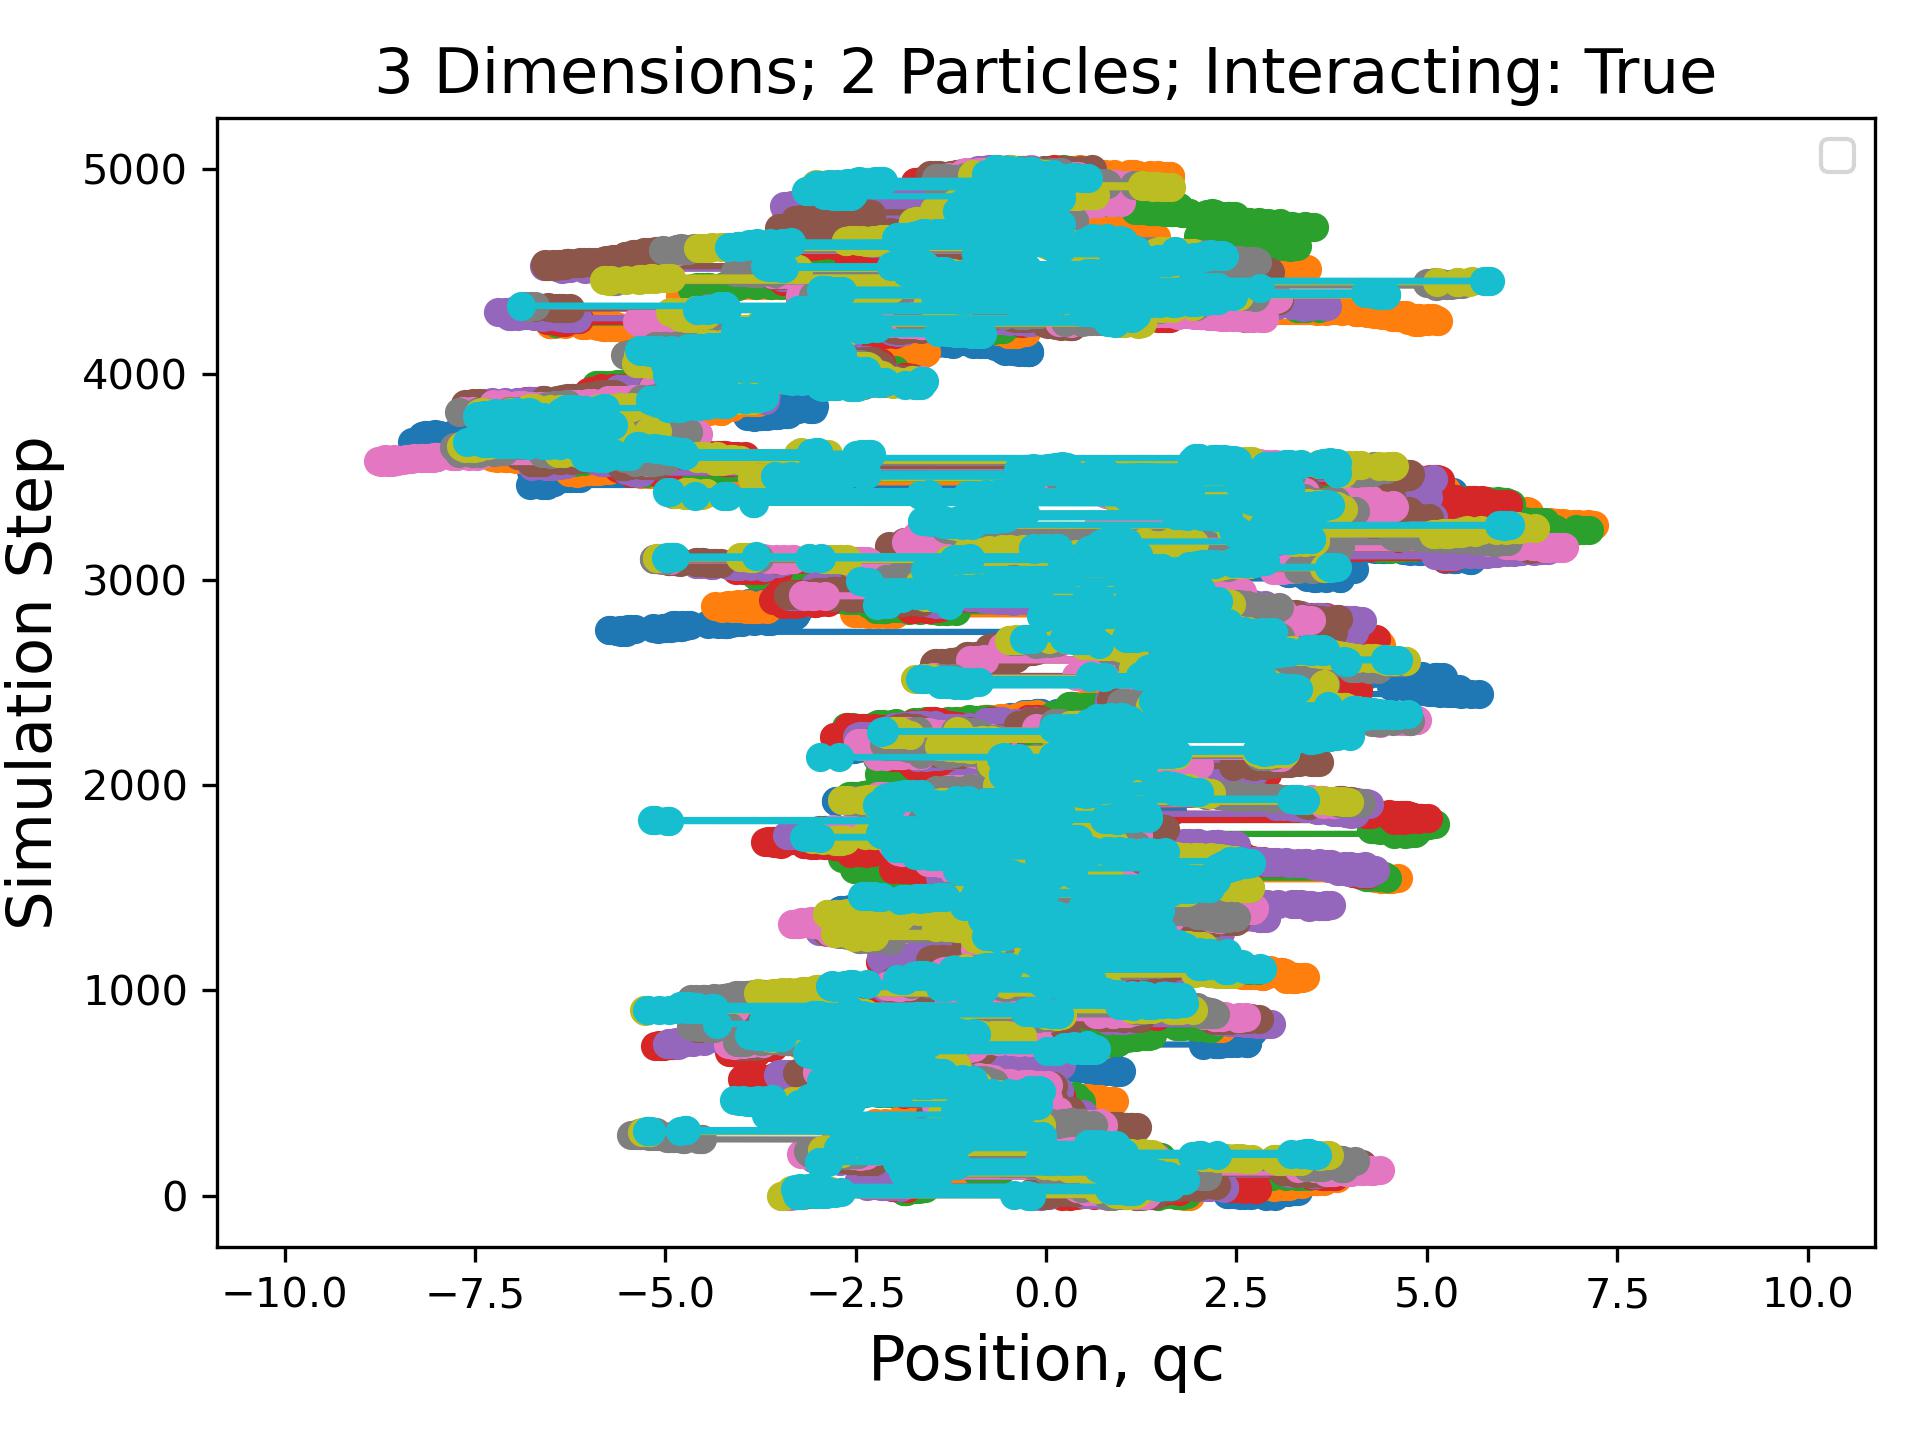 3 Dimensions; 2 Particles; Interacting: True
5000
4000
3000
2000
1000
0
Simulation Step
−10.0 −7.5 −5.0 −2.5 0.0 2.5 5.0 7.5 10.0
Position, qc